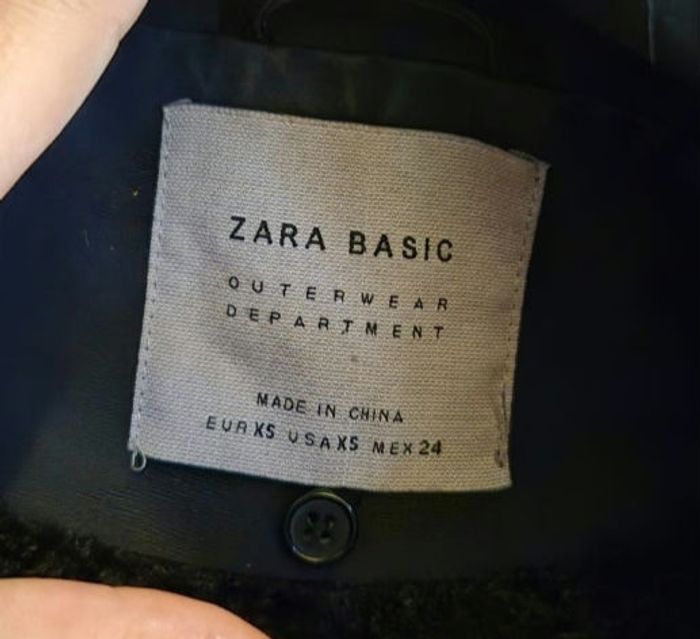 ZARA BASIC
OUTERWEAR
DEPARTMENT
MADE IN CHINA
EUR XS USA XS MEX 24